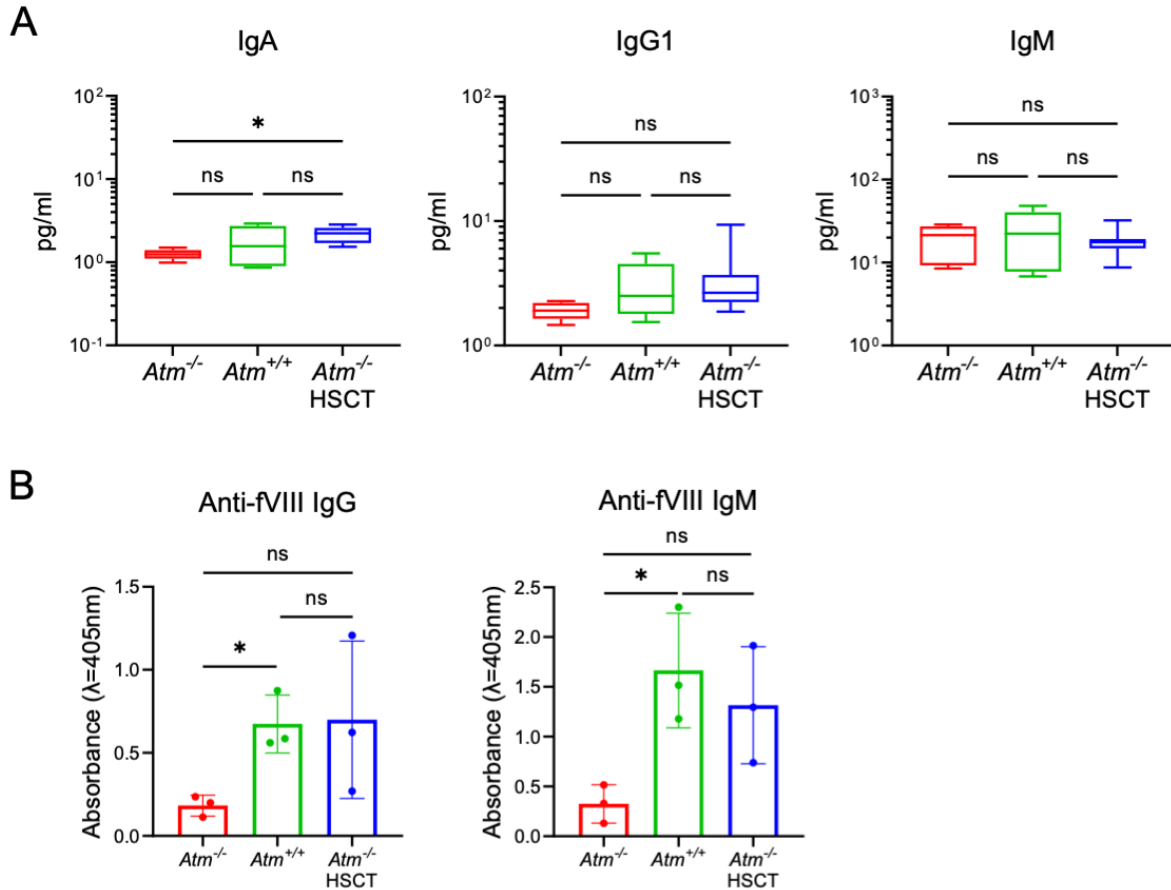 A
IgA
IgG1
IgM
pg/ml
10²
10¹
10⁰
10⁻¹
*
ns
ns
Atm⁻/⁻
Atm⁺/⁺
Atm⁻/⁻
HSCT
pg/ml
10²
10¹
10⁰
ns
ns
ns
Atm⁻/⁻
Atm⁺/⁺
Atm⁻/⁻
HSCT
pg/ml
10³
10²
10¹
10⁰
ns
ns
ns
Atm⁻/⁻
Atm⁺/⁺
Atm⁻/⁻
HSCT
B
Anti-fVIII IgG
Absorbance (λ=405nm)
1.5
1.0
0.5
0.0
ns
ns
*
Atm⁻/⁻
Atm⁺/⁺
Atm⁻/⁻
HSCT
Anti-fVIII IgM
Absorbance (λ=405nm)
2.5
2.0
1.5
1.0
0.5
0.0
ns
*
ns
Atm⁻/⁻
Atm⁺/⁺
Atm⁻/⁻
HSCT